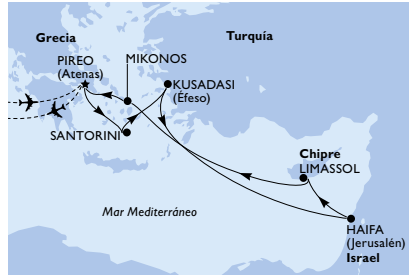 Grecia
Turquía
PIREO
(Atenas)
MIKONOS
KUSADASI
(Éfeso)
SANTORINI
Chipre
LIMASSOL
Mar Mediterráneo
HAIFA
(Jerusalén)
Israel